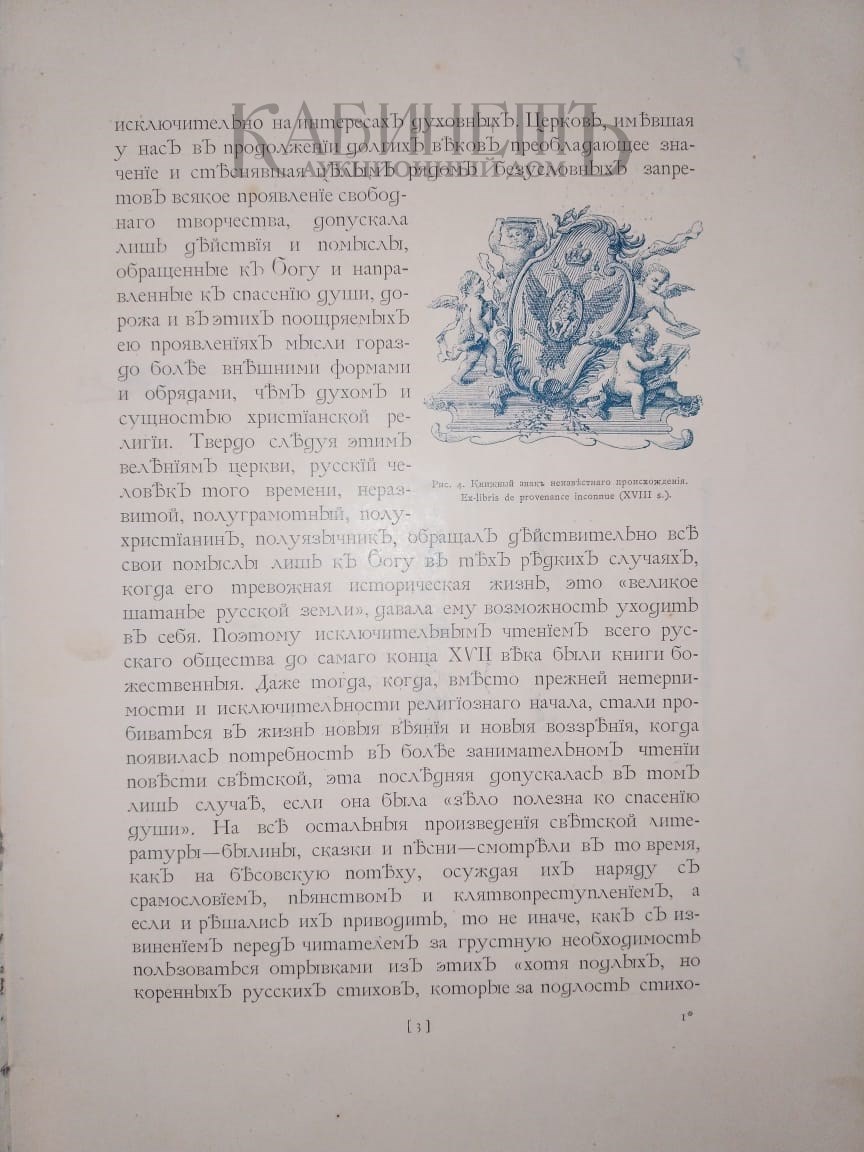 КАБИНЕТЪ
АУКЦИОННЫЙ ДОМ
исключительно на интересахъ духовныхъ. Церковь, имѣвшая
у насъ въ продолженіи долгихъ вѣковъ преобладающее зна-
ченіе и стѣснявшая цѣлымъ рядомъ безусловныхъ запре-
товъ всякое проявленіе свобод-
наго творчества, допускала
лишь дѣйствія и помыслы,
обращенные къ Богу и напра-
вленные къ спасенію души, до-
рожа и въ этихъ поощряемыхъ
ею проявленіяхъ мысли гораз-
до болѣе внѣшними формами
и обрядами, чѣмъ духомъ и
сущностью христіанской ре-
лигіи. Твердо слѣдуя этимъ
велѣніямъ церкви, русскій че-
ловѣкъ того времени, нераз-
витой, полуграмотный, полу-
христіанинъ, полуязычникъ, обращалъ дѣйствительно всѣ
свои помыслы лишь къ Богу въ тѣхъ рѣдкихъ случаяхъ,
когда его тревожная историческая жизнь, это «великое
шатанье русской земли», давала ему возможность уходить
въ себя. Поэтому исключительнымъ чтеніемъ всего рус-
скаго общества до самаго конца XVII вѣка были книги бо-
жественныя. Даже тогда, когда, вмѣсто прежней нетерпи-
мости и исключительности религіознаго начала, стали про-
биваться въ жизнь новыя вѣянія и новыя воззрѣнія, когда
появилась потребность въ болѣе занимательномъ чтеніи
повѣсти свѣтской, эта послѣдняя допускалась въ томъ
лишь случаѣ, если она была «зѣло полезна ко спасенію
души». На всѣ остальныя произведенія свѣтской лите-
ратуры—былины, сказки и пѣсни—смотрѣли въ то время,
какъ на бѣсовскую потѣху, осуждая ихъ наряду съ
срамословіемъ, пьянствомъ и клятвопреступленіемъ, а
если и рѣшались ихъ приводить, то не иначе, какъ съ из-
виненіемъ передъ читателемъ за грустную необходимость
пользоваться отрывками изъ этихъ «хотя подлыхъ, но
коренныхъ русскихъ стиховъ, которые за подлость стихо-
Рис. 4. Книжный знакъ неизвѣстнаго происхожденія.
Ex-libris de provenance inconnue (XVIII s.).
[3]
1*